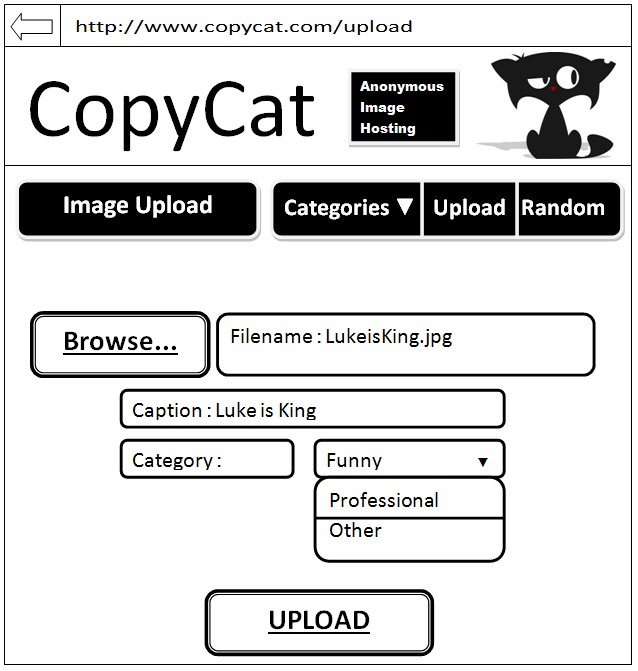 http://www.copycat.com/upload
CopyCat
Anonymous
Image
Hosting
Image Upload
Categories ▼ Upload Random
Browse...
Filename : LukeisKing.jpg
Caption : Luke is King
Category :
Funny ▼
Professional
Other
UPLOAD